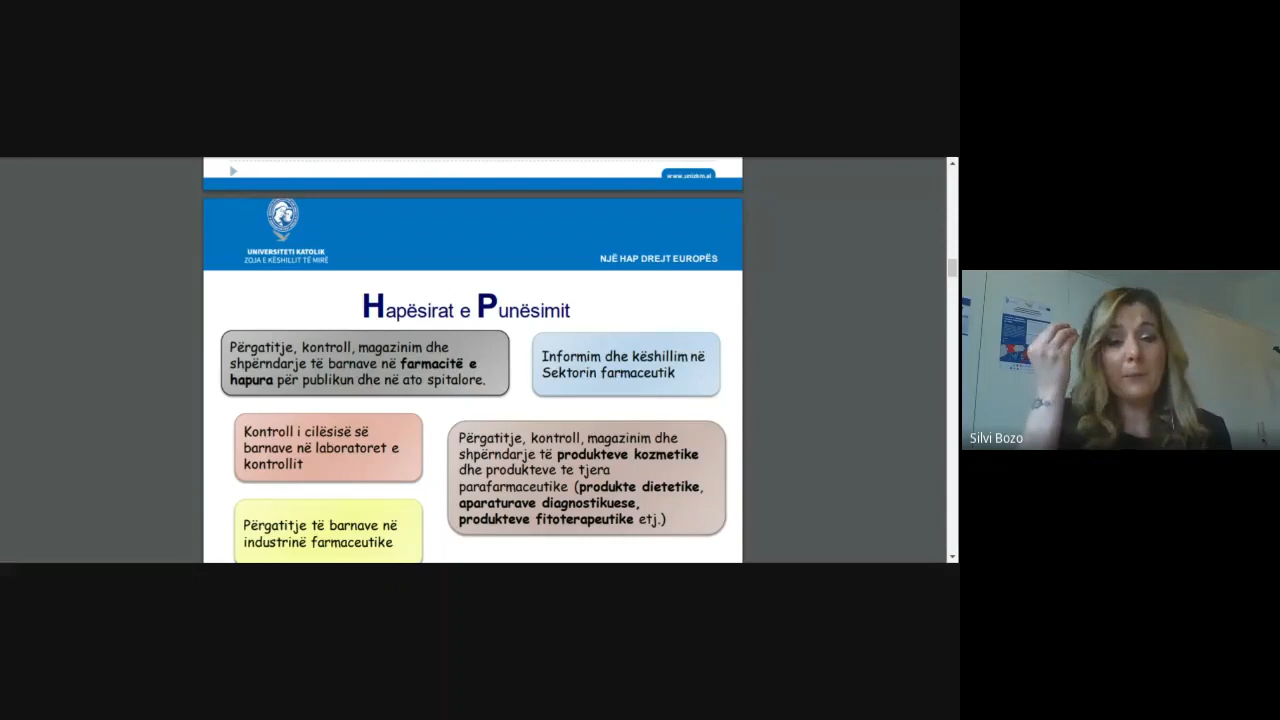 www.unizkm.al
UNIVERSITETI KATOLIK
ZOJA E KËSHILLIT TË MIRË
NJË HAP DREJT EUROPËS
Hapësirat e Punësimit
Përgatitje, kontroll, magazinim dhe
shpërndarje të barnave në farmacitë e
hapura për publikun dhe në ato spitalore.
Informim dhe këshillim në
Sektorin farmaceutik
Kontroll i cilësisë së
barnave në laboratoret e
kontrollit
Përgatitje, kontroll, magazinim dhe
shpërndarje të produkteve kozmetike
dhe produkteve te tjera
parafarmaceutike (produkte dietetike,
aparaturave diagnostikuese,
produkteve fitoterapeutike etj.)
Përgatitje të barnave në
industrinë farmaceutike
Silvi Bozo